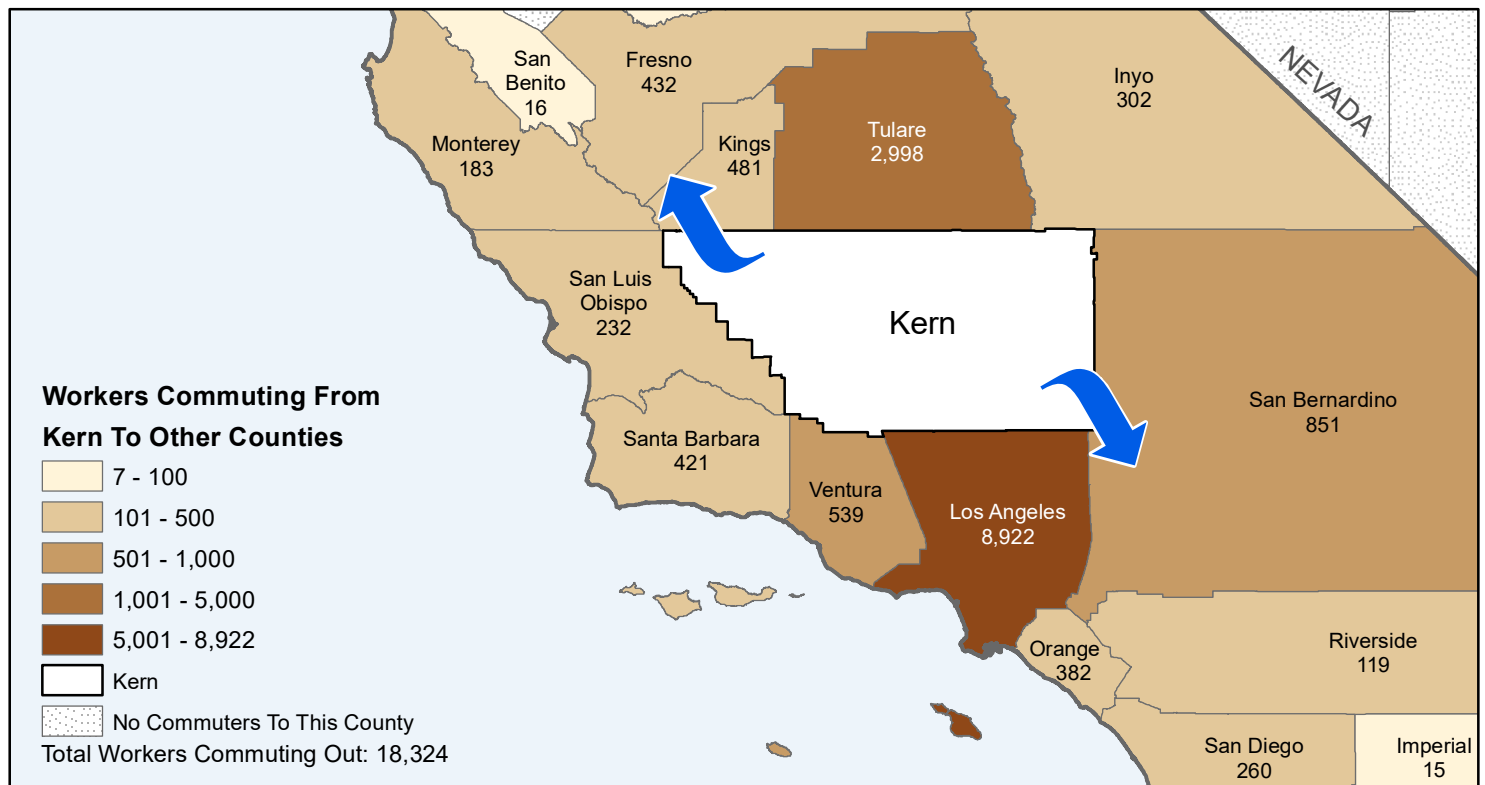 San
Benito
16
Fresno
432
Inyo
302
NEVADA
Monterey
183
Kings
481
Tulare
2,998
San Luis
Obispo
232
Kern
San Bernardino
851
Santa Barbara
421
Ventura
539
Los Angeles
8,922
Orange
382
Riverside
119
San Diego
260
Imperial
15
Workers Commuting From
Kern To Other Counties
7 - 100
101 - 500
501 - 1,000
1,001 - 5,000
5,001 - 8,922
Kern
No Commuters To This County
Total Workers Commuting Out: 18,324